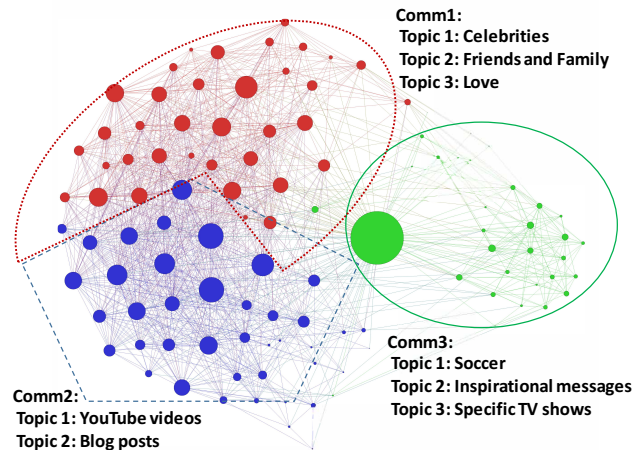 Comm1:
Topic 1: Celebrities
Topic 2: Friends and Family
Topic 3: Love
Comm3:
Topic 1: Soccer
Topic 2: Inspirational messages
Topic 3: Specific TV shows
Comm2:
Topic 1: YouTube videos
Topic 2: Blog posts